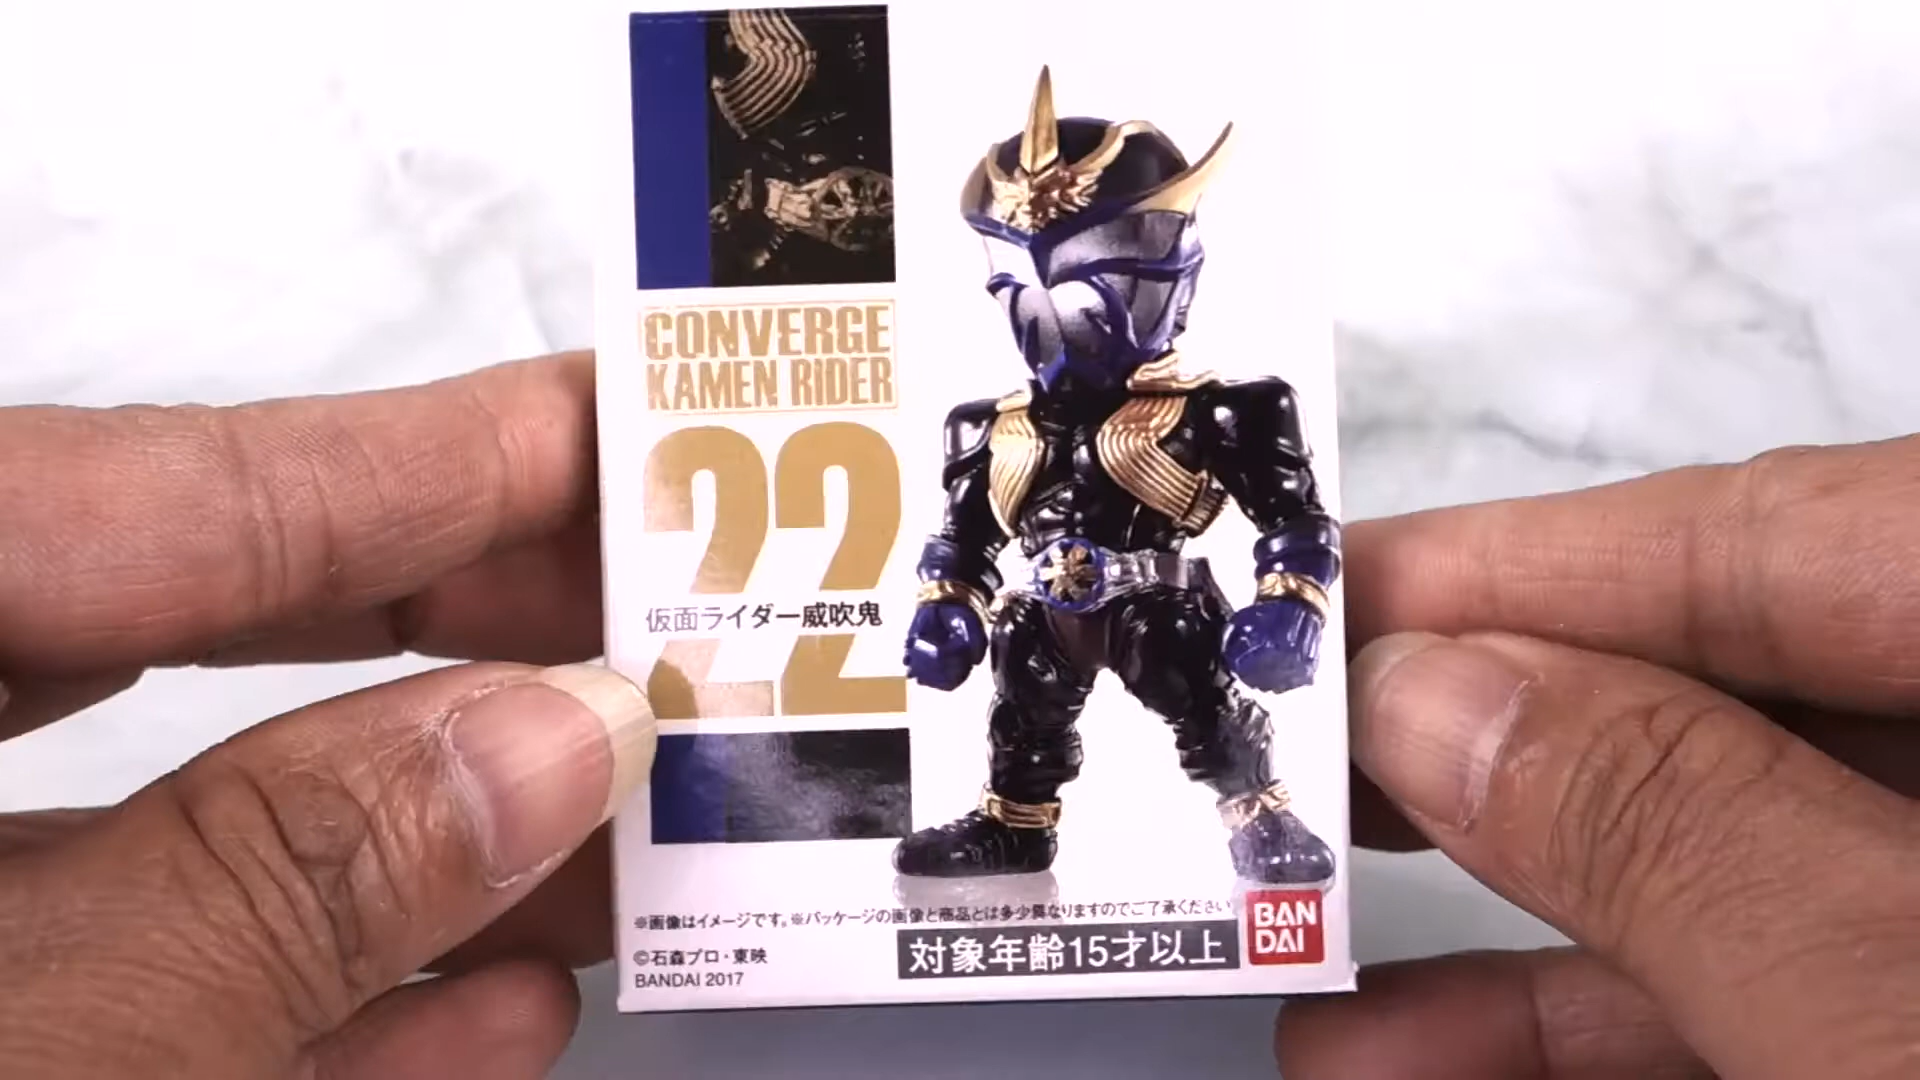 CONVERGE
KAMEN RIDER
22
仮面ライダー威吹鬼
※画像はイメージです。※パッケージの画像と商品とは多少異なりますのでご了承ください
対象年齢15才以上
BAN
DAI
©石森プロ・東映
BANDAI 2017